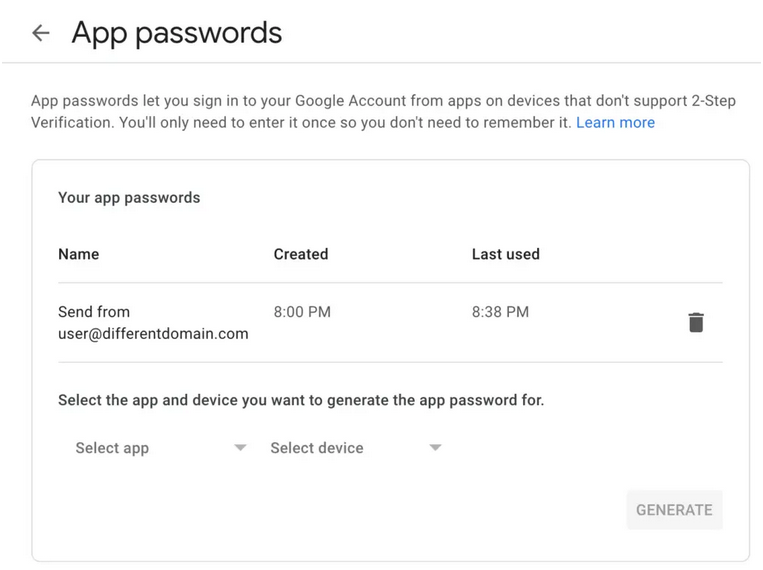 App passwords
App passwords let you sign in to your Google Account from apps on devices that don't support 2-Step
Verification. You'll only need to enter it once so you don't need to remember it. Learn more
Your app passwords
Name Created Last used
Send from 8:00 PM 8:38 PM
user@differentdomain.com
Select the app and device you want to generate the app password for.
Select app Select device
GENERATE